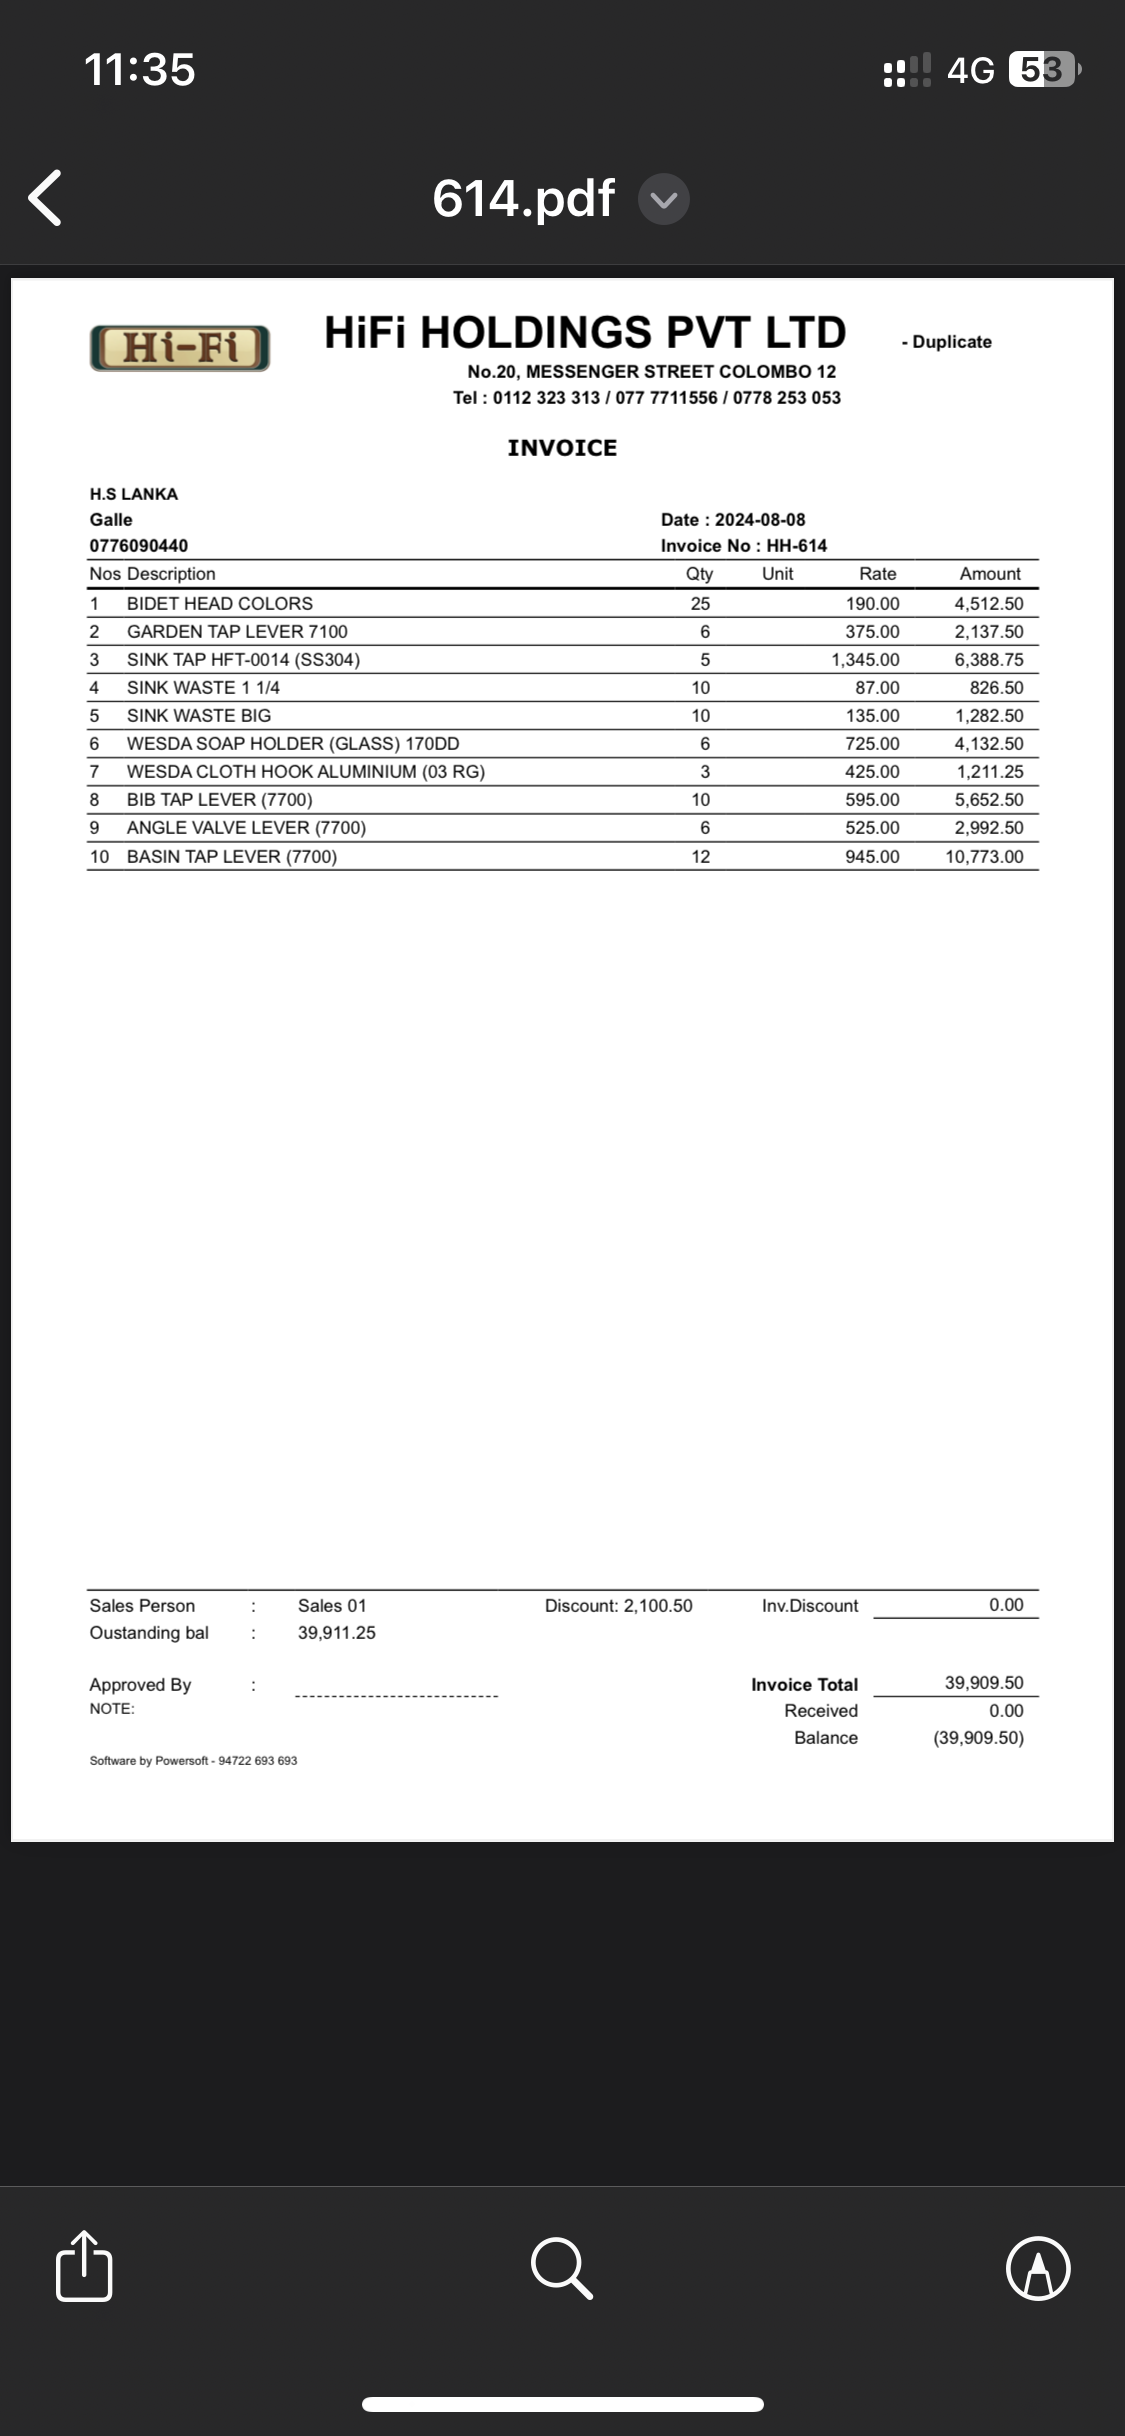 11:35 4G 53
614.pdf
Hi-Fi HiFi HOLDINGS PVT LTD - Duplicate
No.20, MESSENGER STREET COLOMBO 12
Tel : 0112 323 313 / 077 7711556 / 0778 253 053
INVOICE
H.S LANKA
Galle Date : 2024-08-08
0776090440 Invoice No : HH-614
Nos Description Qty Unit Rate Amount
1 BIDET HEAD COLORS 25 190.00 4,512.50
2 GARDEN TAP LEVER 7100 6 375.00 2,137.50
3 SINK TAP HFT-0014 (SS304) 5 1,345.00 6,388.75
4 SINK WASTE 1 1/4 10 87.00 826.50
5 SINK WASTE BIG 10 135.00 1,282.50
6 WESDA SOAP HOLDER (GLASS) 170DD 6 725.00 4,132.50
7 WESDA CLOTH HOOK ALUMINIUM (03 RG) 3 425.00 1,211.25
8 BIB TAP LEVER (7700) 10 595.00 5,652.50
9 ANGLE VALVE LEVER (7700) 6 525.00 2,992.50
10 BASIN TAP LEVER (7700) 12 945.00 10,773.00
Sales Person : Sales 01 Discount: 2,100.50 Inv.Discount 0.00
Oustanding bal : 39,911.25
Approved By : ---------------------------- Invoice Total 39,909.50
NOTE: Received 0.00
Balance (39,909.50)
Software by Powersoft - 94722 693 693